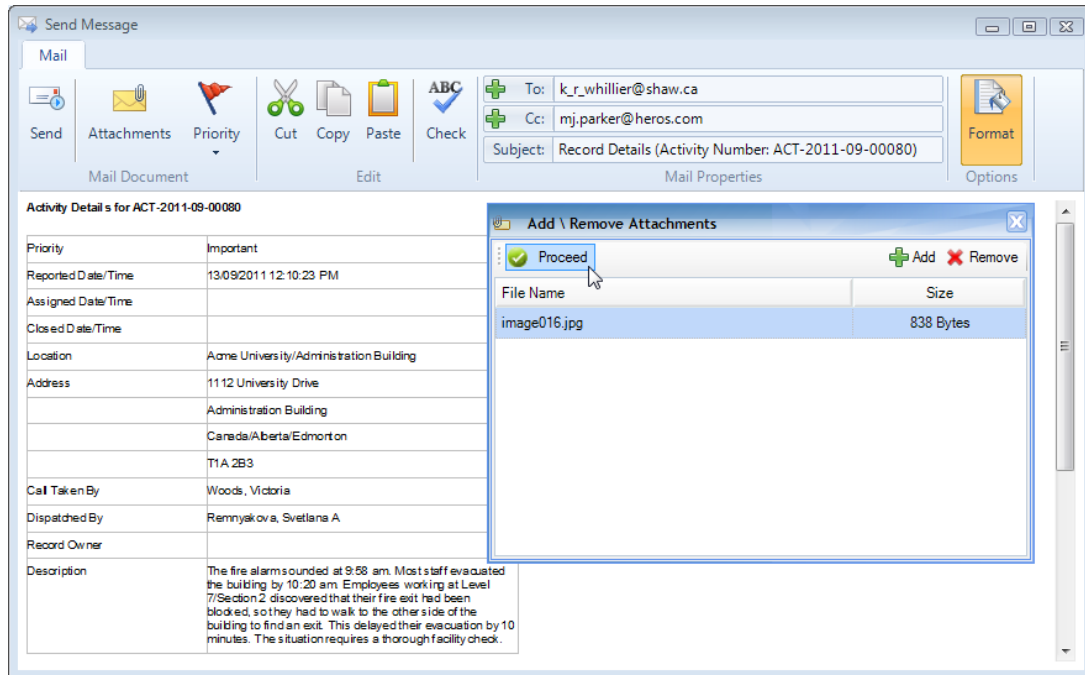 Send Message
Mail
Send
Attachments
Priority
Cut
Copy
Paste
ABC
Check
To: k_r_whillier@shaw.ca
Cc: mj.parker@heros.com
Subject: Record Details (Activity Number: ACT-2011-09-00080)
Format
Mail Document
Edit
Mail Properties
Options
Activity Details for ACT-2011-09-00080
Priority Important
Reported Date/Time 13/09/2011 12:10:23 PM
Assigned Date/Time
Closed Date/Time
Location Acme University/Administration Building
Address 1112 University Drive
Administration Building
Canada/Alberta/Edmonton
T1A 2B3
Call Taken By Woods, Victoria
Dispatched By Remnyakova, Svetlana A
Record Owner
Description The fire alarm sounded at 9:58 am. Most staff evacuated
the building by 10:20 am. Employees working at Level
7/Section 2 discovered that their fire exit had been
blocked, so they had to walk to the other side of the
building to find an exit. This delayed their evacuation by 10
minutes. The situation requires a thorough facility check.
Add \ Remove Attachments
Proceed
Add
Remove
File Name Size
image016.jpg 838 Bytes